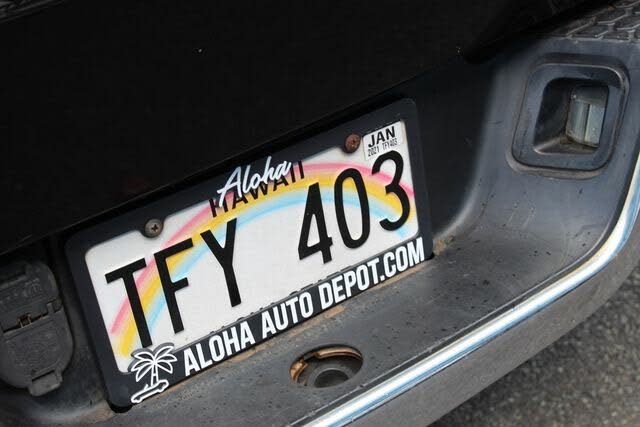 Aloha
HAWAII
JAN
2021 TFY403
TFY 403
ALOHA AUTO DEPOT.COM